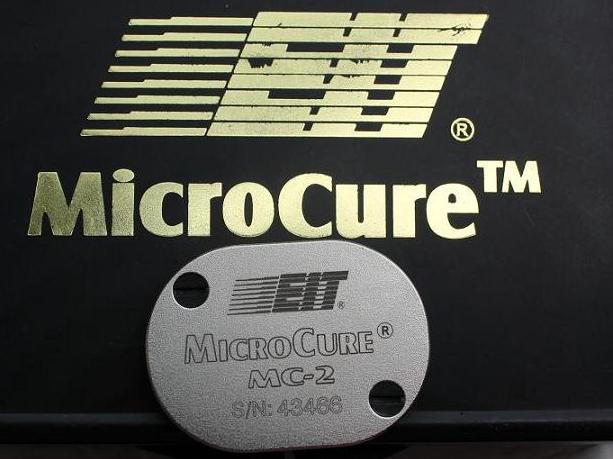 EIT®
MicroCure™
EIT®
MICROCURE®
MC-2
S/N: 43466